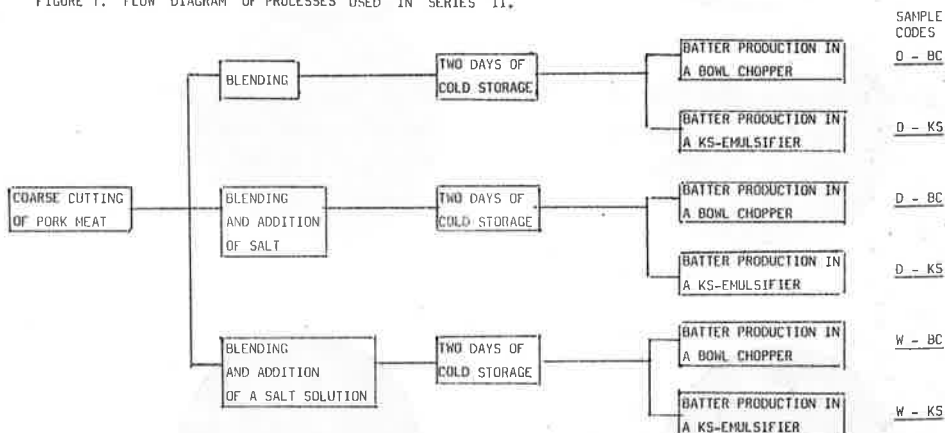 FIGURE 1. FLOW DIAGRAM OF PROCESSES USED IN SERIES II.
SAMPLE
CODES
BLENDING
TWO DAYS OF
COLD STORAGE
BATTER PRODUCTION IN
A BOWL CHOPPER
O - BC
BATTER PRODUCTION IN
A KS-EMULSIFIER
O - KS
COARSE CUTTING
OF PORK MEAT
BLENDING
AND ADDITION
OF SALT
TWO DAYS OF
COLD STORAGE
BATTER PRODUCTION IN
A BOWL CHOPPER
D - BC
BATTER PRODUCTION IN
A KS-EMULSIFIER
D - KS
BLENDING
AND ADDITION
OF A SALT SOLUTION
TWO DAYS OF
COLD STORAGE
BATTER PRODUCTION IN
A BOWL CHOPPER
W - BC
BATTER PRODUCTION IN
A KS-EMULSIFIER
W - KS